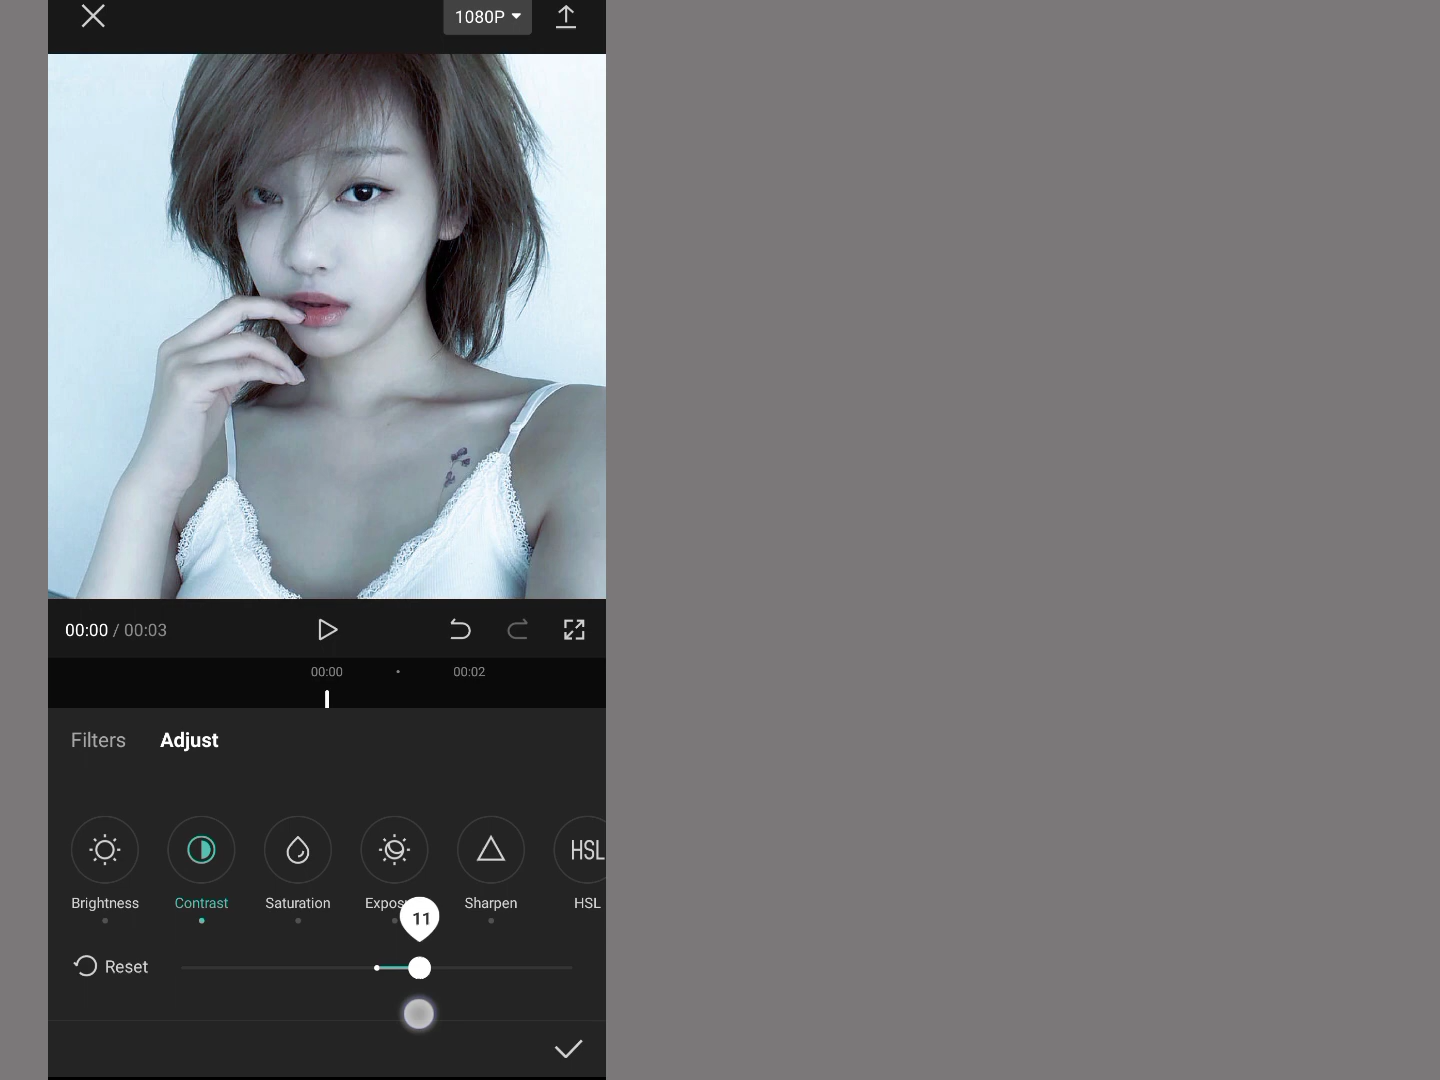 1080P
00:00 / 00:03
00:00 00:02
Filters Adjust
HSL
Brightness Contrast Saturation Sharpen HSL
11
Reset